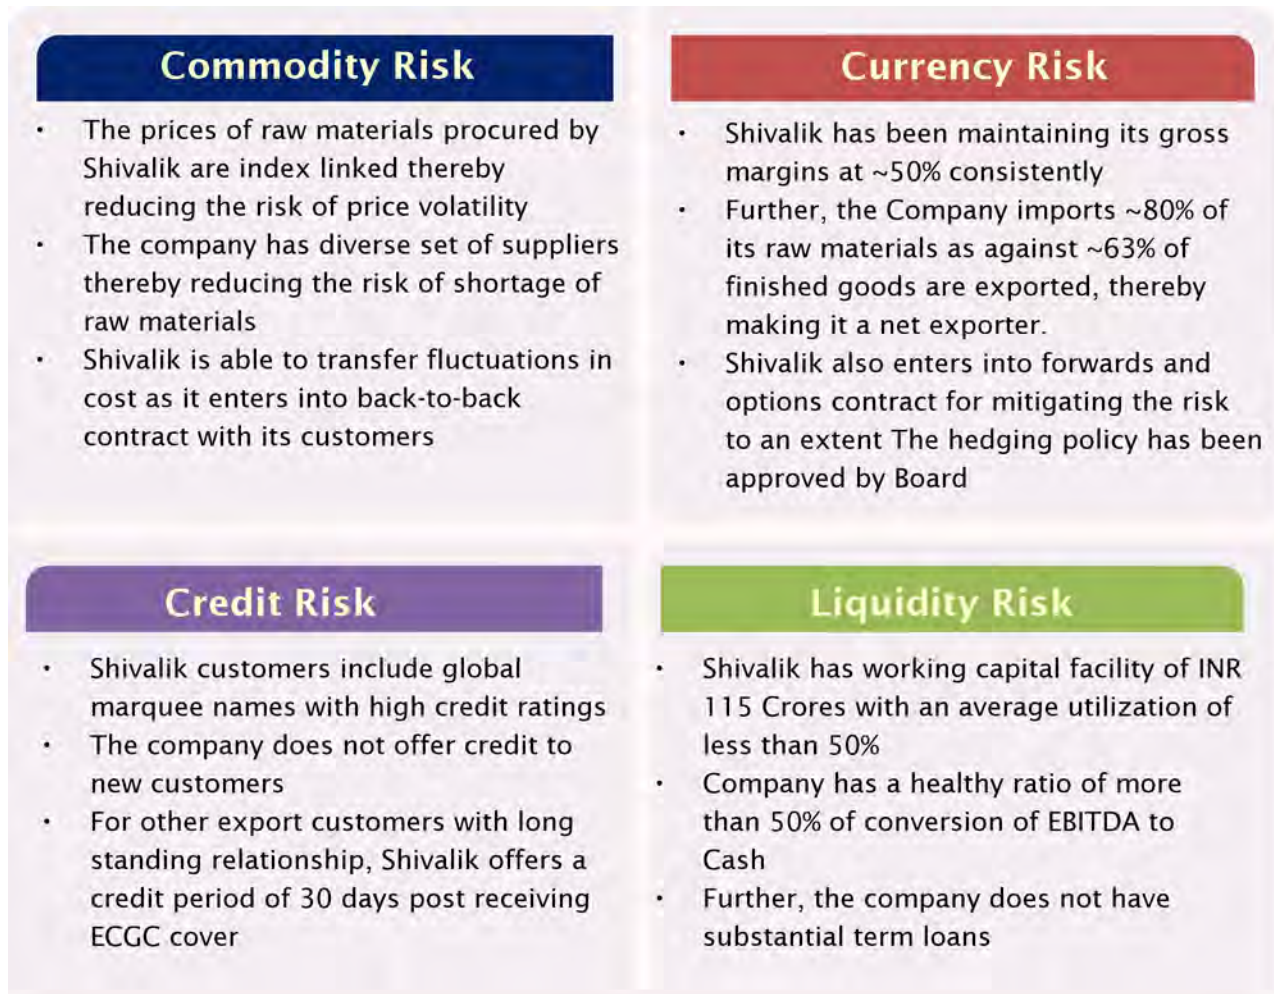 Commodity Risk
• The prices of raw materials procured by
Shivalik are index linked thereby
reducing the risk of price volatility
• The company has diverse set of suppliers
thereby reducing the risk of shortage of
raw materials
• Shivalik is able to transfer fluctuations in
cost as it enters into back-to-back
contract with its customers
Currency Risk
• Shivalik has been maintaining its gross
margins at ~50% consistently
• Further, the Company imports ~80% of
its raw materials as against ~63% of
finished goods are exported, thereby
making it a net exporter.
• Shivalik also enters into forwards and
options contract for mitigating the risk
to an extent The hedging policy has been
approved by Board
Credit Risk
• Shivalik customers include global
marquee names with high credit ratings
• The company does not offer credit to
new customers
• For other export customers with long
standing relationship, Shivalik offers a
credit period of 30 days post receiving
ECGC cover
Liquidity Risk
• Shivalik has working capital facility of INR
115 Crores with an average utilization of
less than 50%
• Company has a healthy ratio of more
than 50% of conversion of EBITDA to
Cash
• Further, the company does not have
substantial term loans